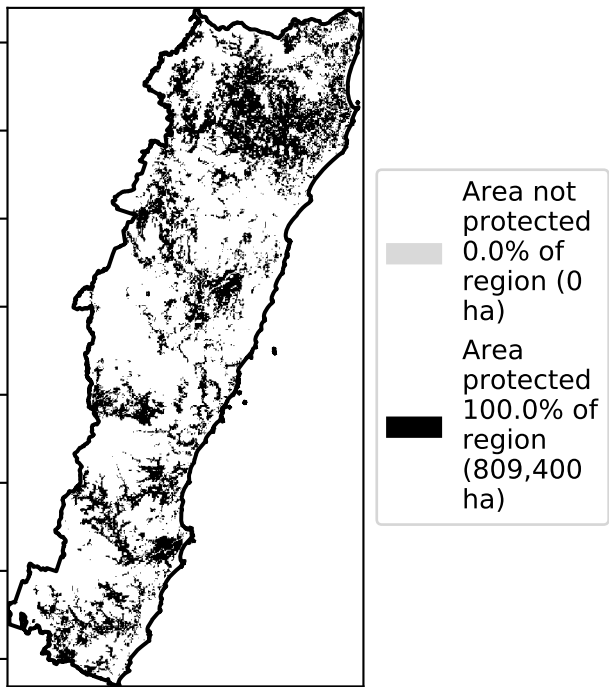 Area not
protected
0.0% of
region (0
ha)
Area
protected
100.0% of
region
(809,400
ha)